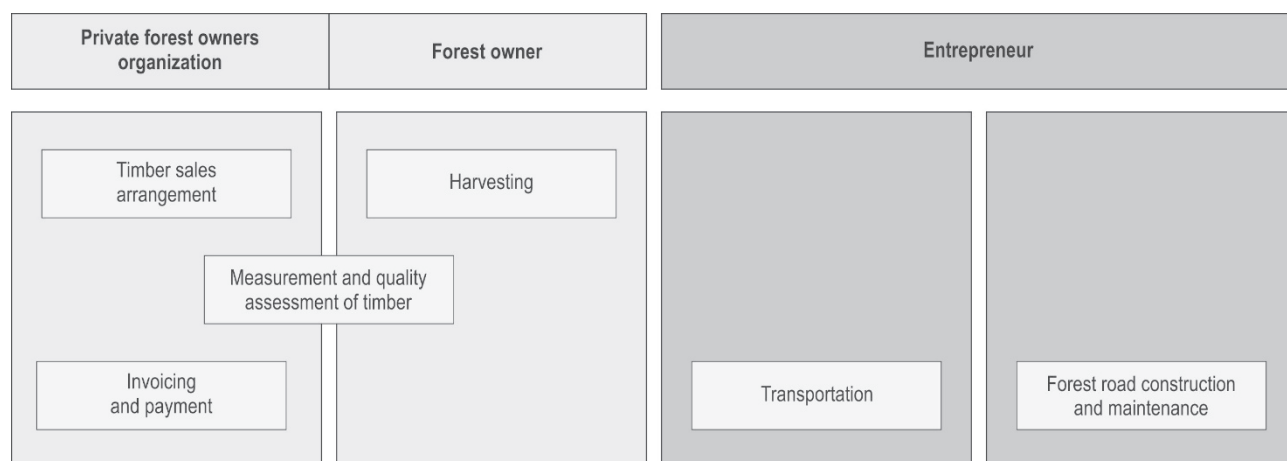 Private forest owners
organization
Forest owner
Entrepreneur
Timber sales
arrangement
Harvesting
Measurement and quality
assessment of timber
Invoicing
and payment
Transportation
Forest road construction
and maintenance